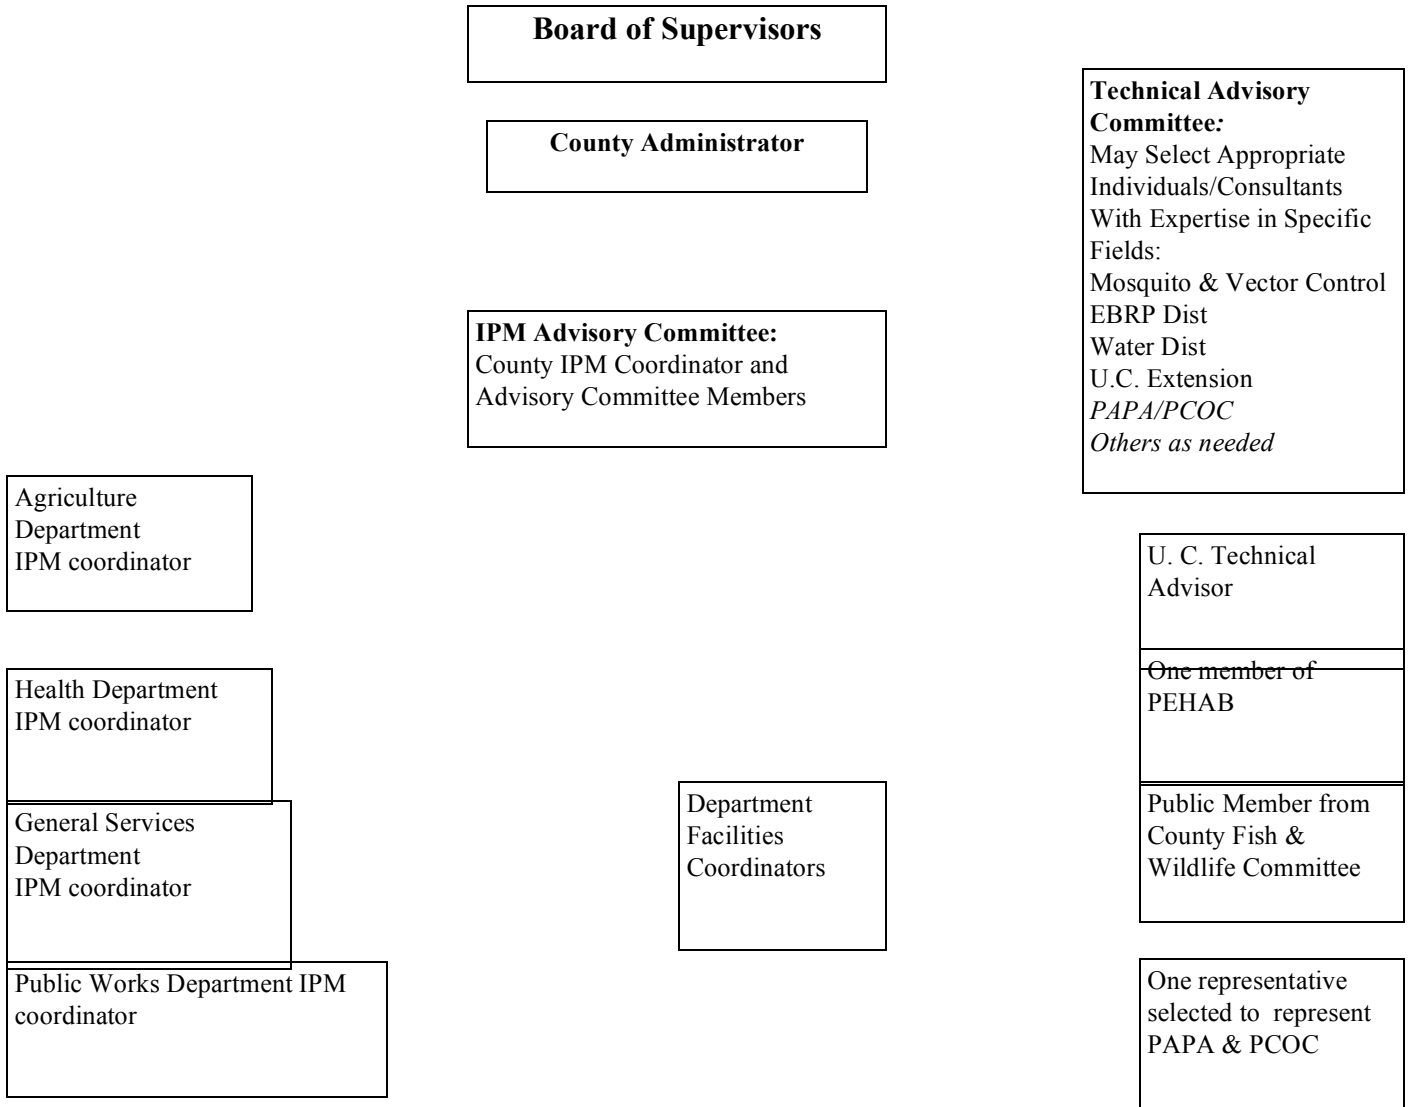 Board of Supervisors
County Administrator
Technical Advisory
Committee:
May Select Appropriate
Individuals/Consultants
With Expertise in Specific
Fields:
Mosquito & Vector Control
EBRP Dist
Water Dist
U.C. Extension
PAPA/PCOC
Others as needed
IPM Advisory Committee:
County IPM Coordinator and
Advisory Committee Members
Agriculture
Department
IPM coordinator
Health Department
IPM coordinator
General Services
Department
IPM coordinator
Public Works Department IPM
coordinator
Department
Facilities
Coordinators
U. C. Technical
Advisor
One member of
PEHAB
Public Member from
County Fish &
Wildlife Committee
One representative
selected to  represent
PAPA & PCOC